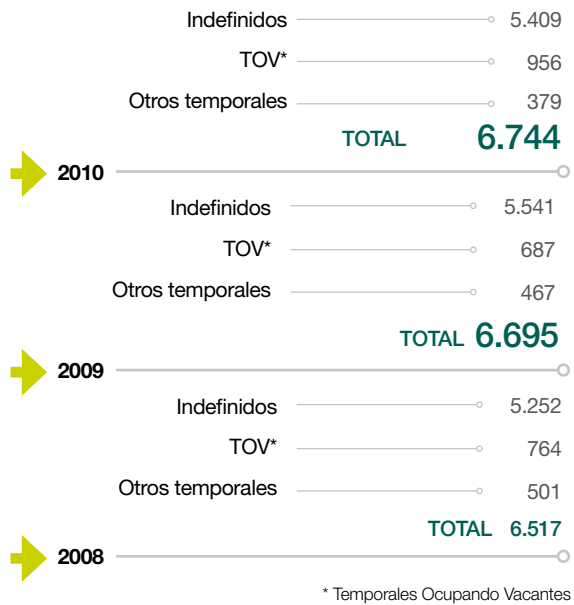 Indefinidos 5.409
TOV* 956
Otros temporales 379
TOTAL 6.744
2010
Indefinidos 5.541
TOV* 687
Otros temporales 467
TOTAL 6.695
2009
Indefinidos 5.252
TOV* 764
Otros temporales 501
TOTAL 6.517
2008
* Temporales Ocupando Vacantes